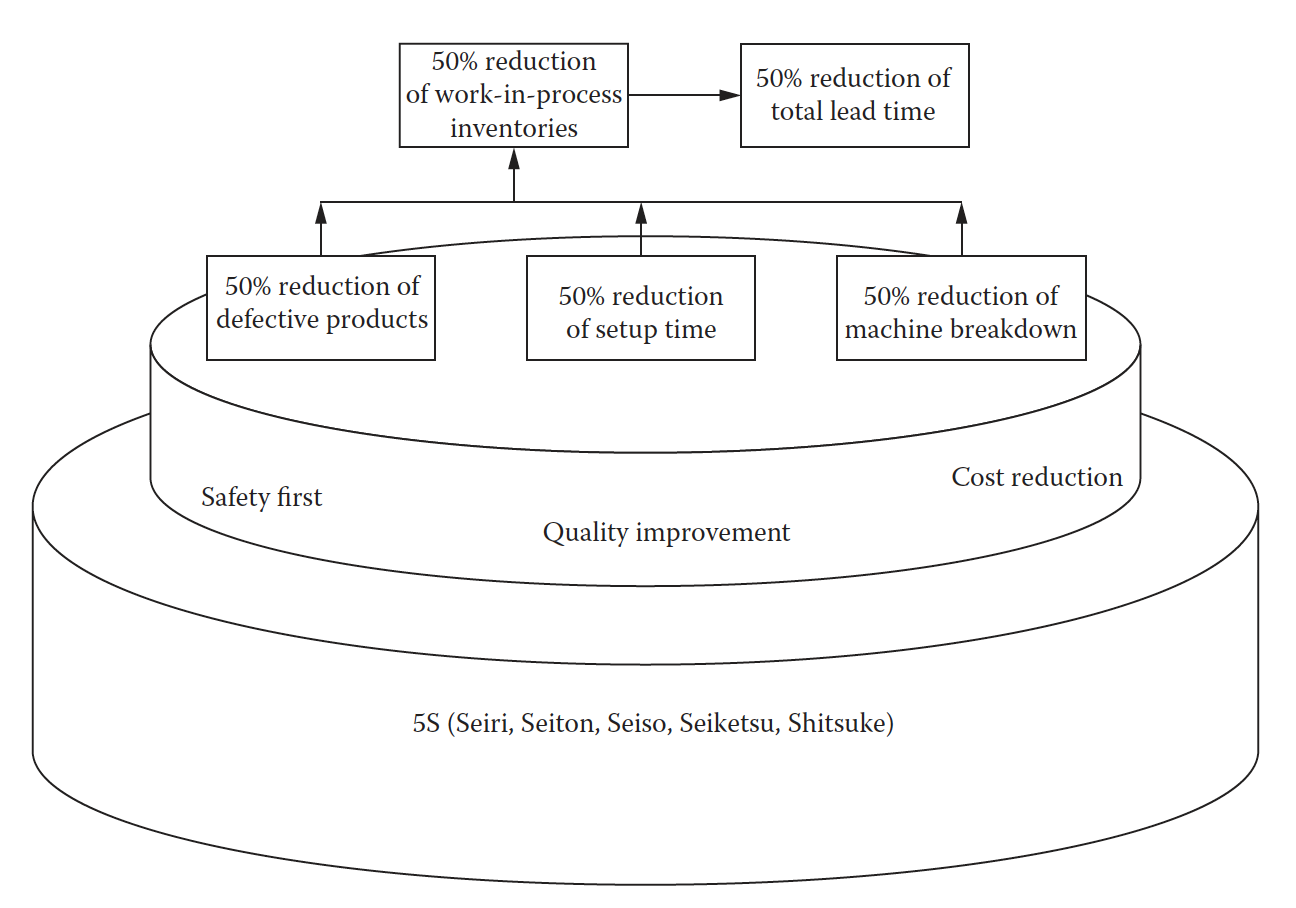 50% reduction
of work-in-process
inventories
50% reduction of
total lead time
50% reduction of
defective products
50% reduction
of setup time
50% reduction of
machine breakdown
Safety first
Quality improvement
Cost reduction
5S (Seiri, Seiton, Seiso, Seiketsu, Shitsuke)